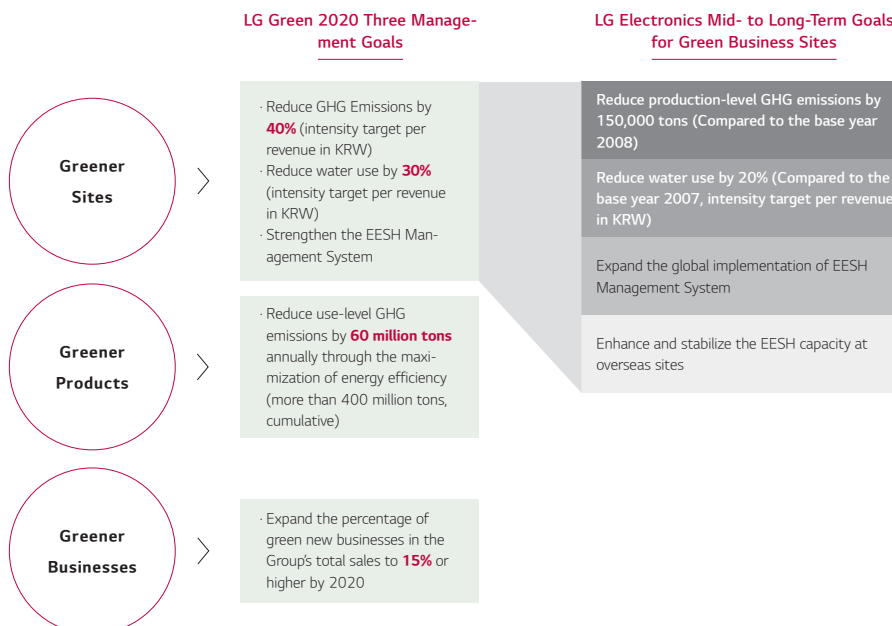 LG Green 2020 Three Manage-
ment Goals
LG Electronics Mid- to Long-Term Goals
for Green Business Sites
Greener
Sites
· Reduce GHG Emissions by
40% (intensity target per
revenue in KRW)
· Reduce water use by 30%
(intensity target per revenue
in KRW)
· Strengthen the EESH Man-
agement System
Reduce production-level GHG emissions by
150,000 tons (Compared to the base year
2008)
Reduce water use by 20% (Compared to the
base year 2007, intensity target per revenue
in KRW)
Expand the global implementation of EESH
Management System
Enhance and stabilize the EESH capacity at
overseas sites
Greener
Products
· Reduce use-level GHG
emissions by 60 million tons
annually through the maxi-
mization of energy efficiency
(more than 400 million tons,
cumulative)
Greener
Businesses
· Expand the percentage of
green new businesses in the
Group's total sales to 15% or
higher by 2020